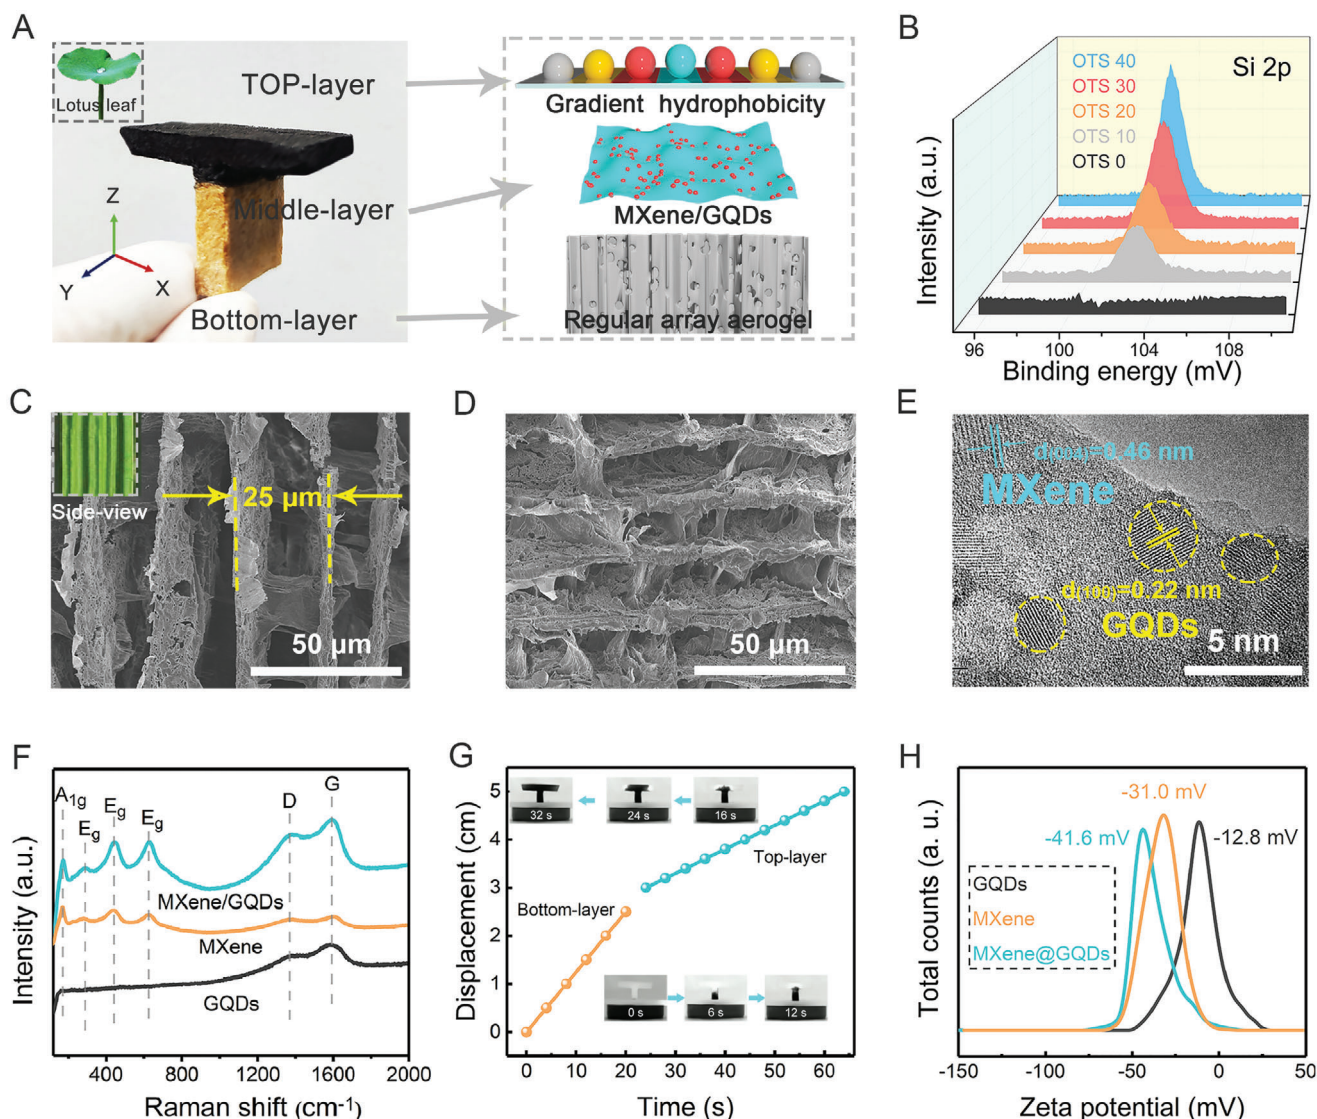 A
Lotus leaf
TOP-layer
Middle-layer
Bottom-layer
Z
Y
X
Gradient hydrophobicity
MXene/GQDs
Regular array aerogel
B
Si 2p
OTS 40
OTS 30
OTS 20
OTS 10
OTS 0
Intensity (a.u.)
96
100
104
108
Binding energy (mV)
C
Side-view
25 μm
50 μm
D
50 μm
E
d(004)=0.46 nm
MXene
d(100)=0.22 nm
GQDs
5 nm
F
A1g
Eg
Eg
Eg
D
G
MXene/GQDs
MXene
GQDs
Intensity (a.u.)
400
800
1200
1600
2000
Raman shift (cm-1)
G
5
4
3
2
1
0
Displacement (cm)
32 s
24 s
16 s
Top-layer
Bottom-layer
0 s
6 s
12 s
0
10
20
30
40
50
60
Time (s)
H
-31.0 mV
-41.6 mV
-12.8 mV
GQDs
MXene
MXene@GQDs
Total counts (a. u.)
-150
-100
-50
0
50
Zeta potential (mV)